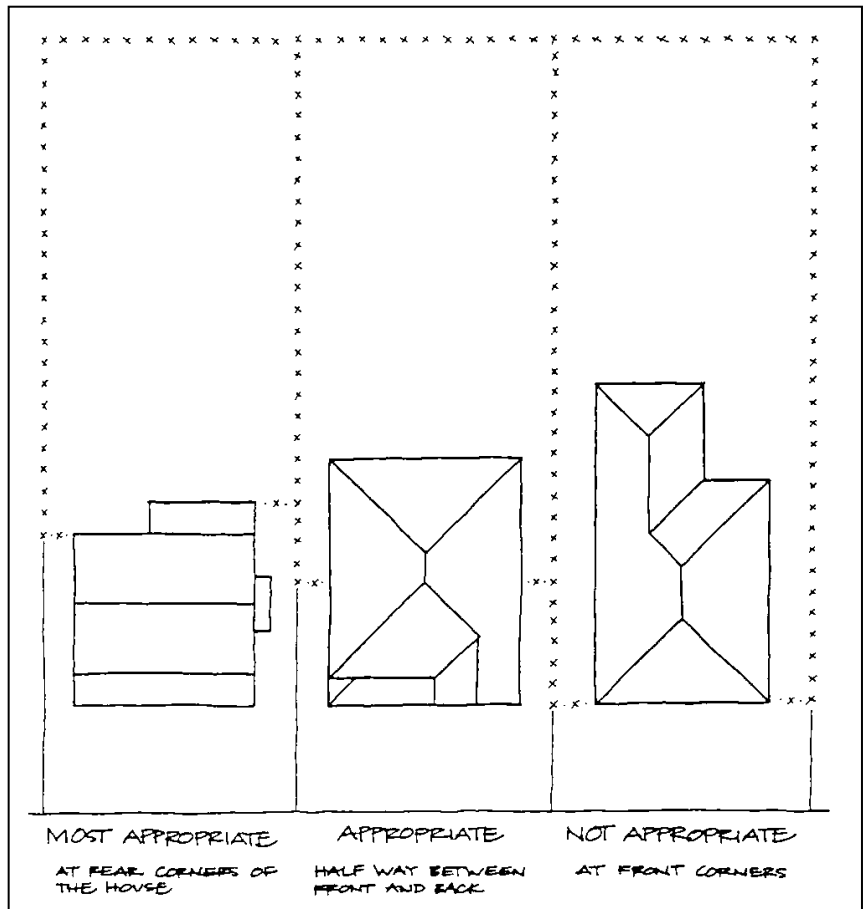 MOST APPROPRIATE
AT REAR CORNERS OF
THE HOUSE
APPROPRIATE
HALF WAY BETWEEN
FRONT AND BACK
NOT APPROPRIATE
AT FRONT CORNERS